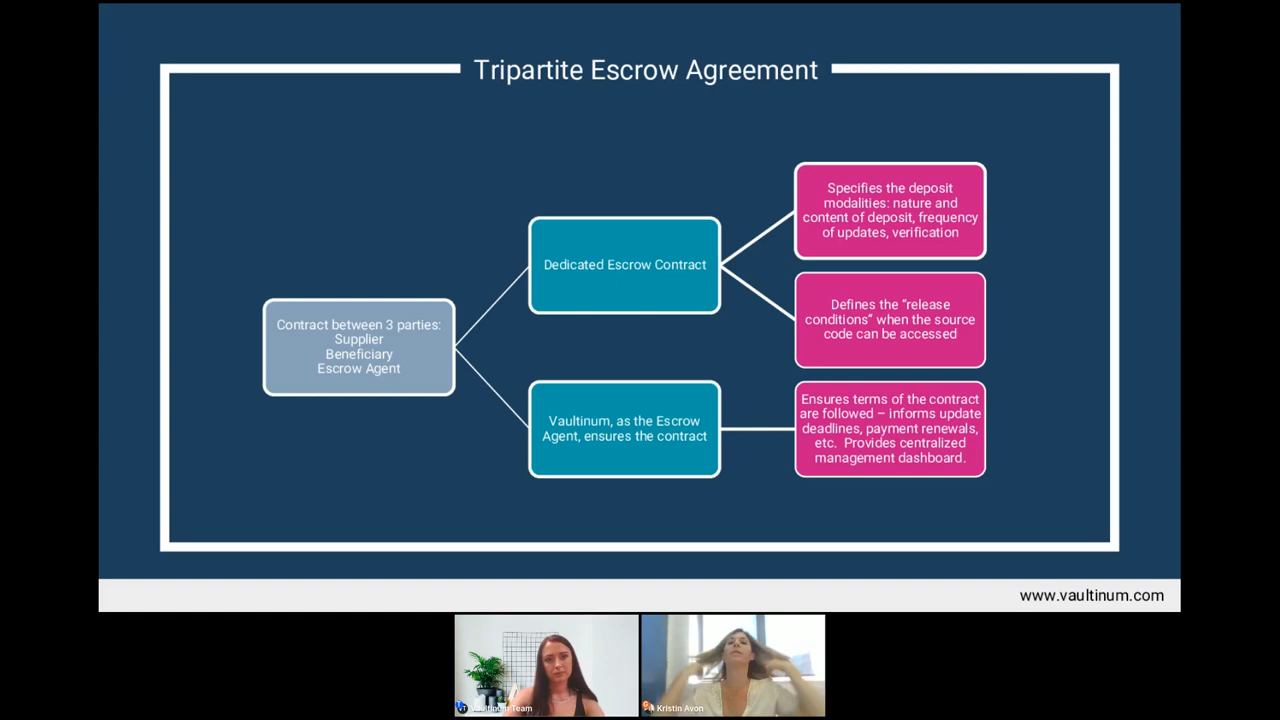 Tripartite Escrow Agreement
Contract between 3 parties:
Supplier
Beneficiary
Escrow Agent
Dedicated Escrow Contract
Vaultinum, as the Escrow
Agent, ensures the contract
Specifies the deposit
modalities: nature and
content of deposit, frequency
of updates, verification
Defines the “release
conditions” when the source
code can be accessed
Ensures terms of the contract
are followed – informs update
deadlines, payment renewals,
etc. Provides centralized
management dashboard.
www.vaultinum.com
Vaultinum Team
Kristin Avon